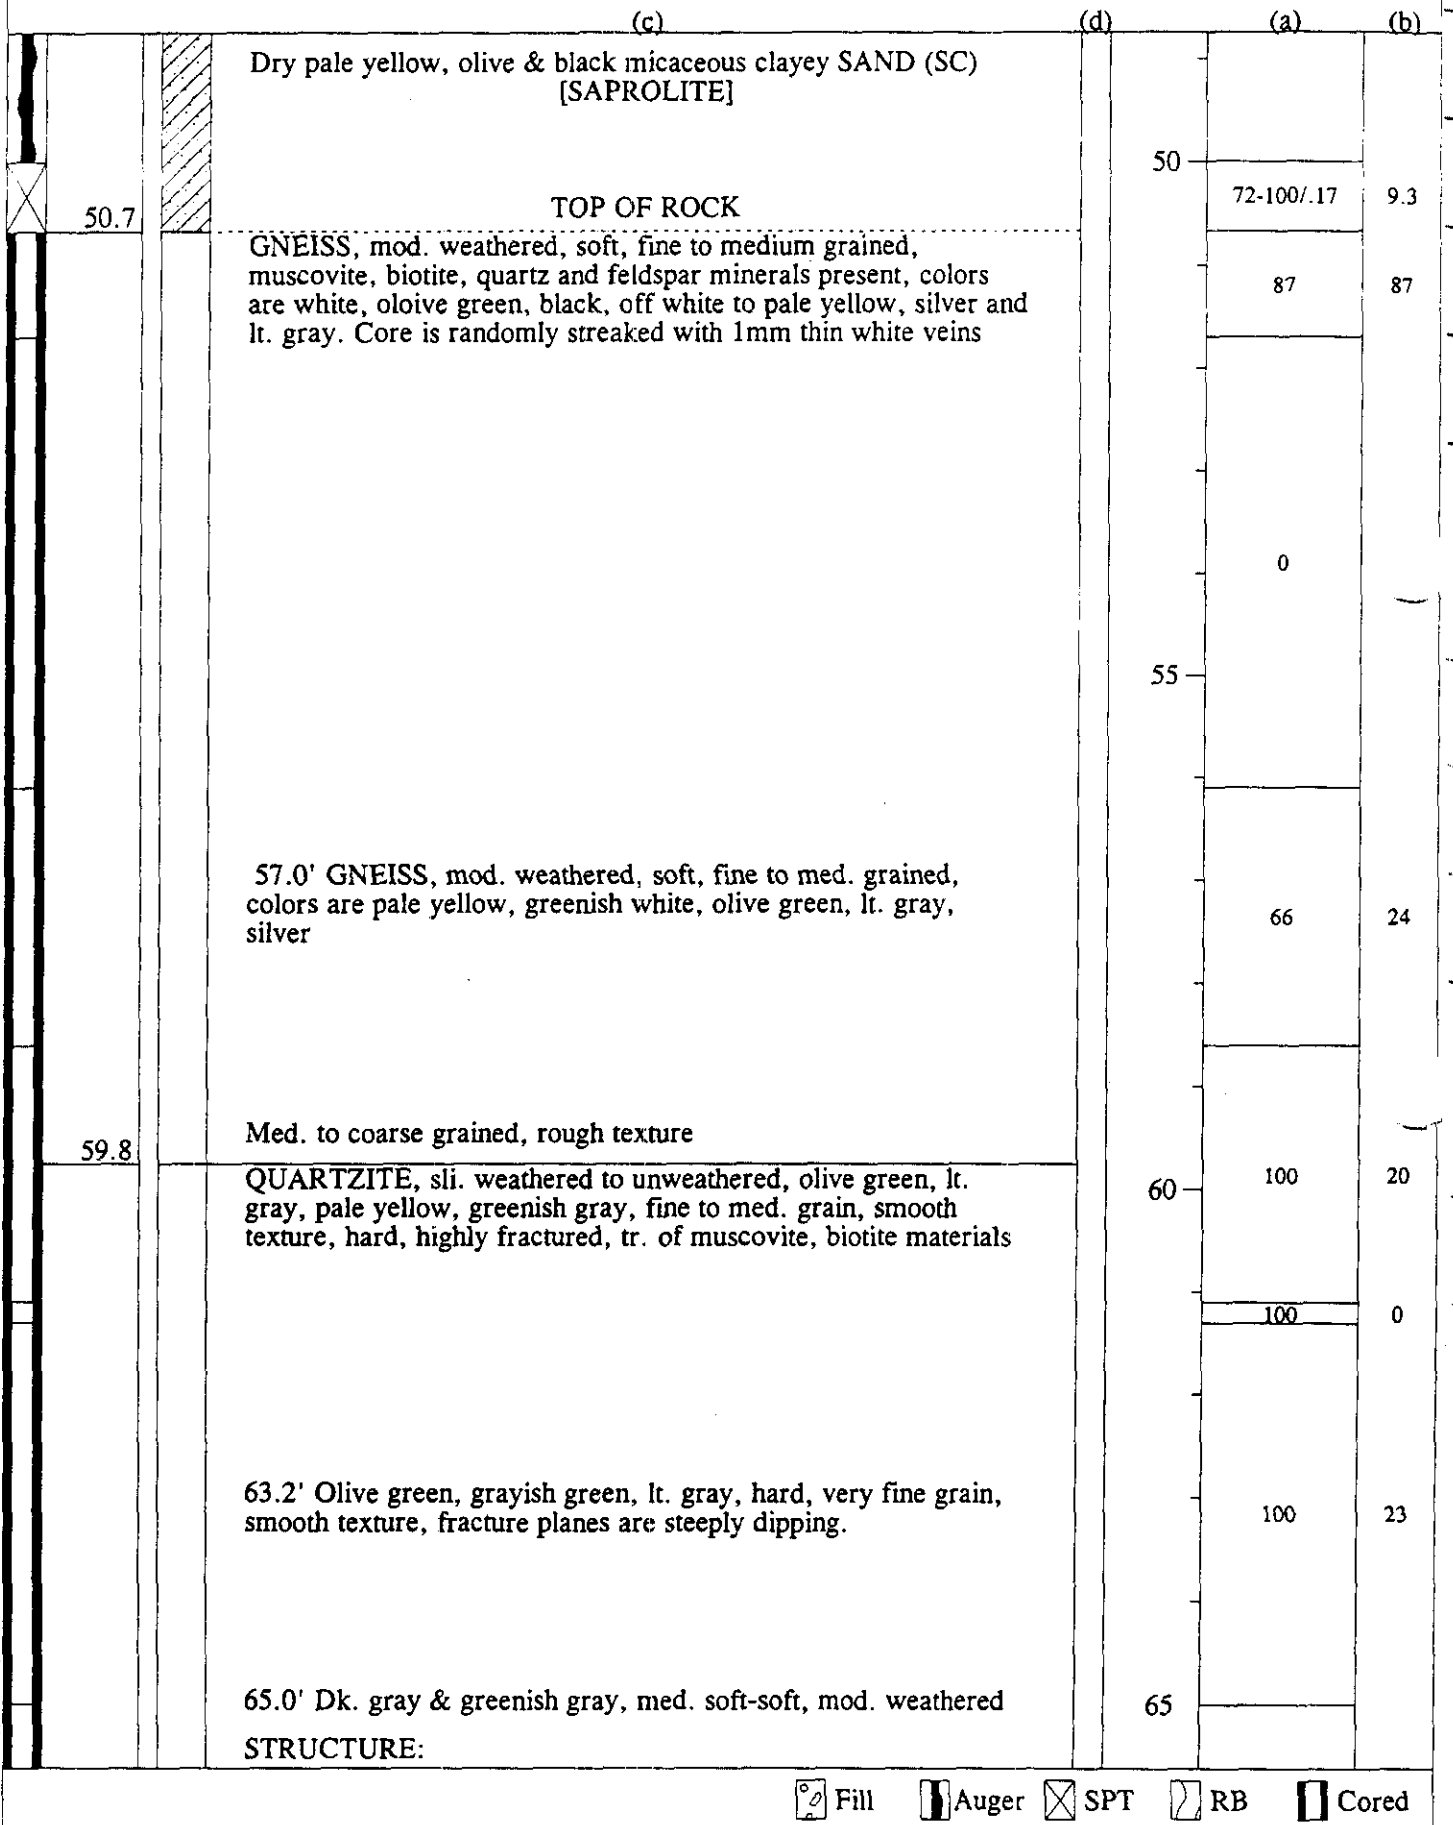 (c) (d) (a) (b)
Dry pale yellow, olive & black micaceous clayey SAND (SC)
[SAPROLITE]
50
72-100/.17 9.3
50.7 TOP OF ROCK
GNEISS, mod. weathered, soft, fine to medium grained,
muscovite, biotite, quartz and feldspar minerals present, colors
are white, oloive green, black, off white to pale yellow, silver and
lt. gray. Core is randomly streaked with 1mm thin white veins
87 87
0
55
57.0' GNEISS, mod. weathered, soft, fine to med. grained,
colors are pale yellow, greenish white, olive green, lt. gray,
silver
66 24
Med. to coarse grained, rough texture
59.8
QUARTZITE, sli. weathered to unweathered, olive green, lt.
gray, pale yellow, greenish gray, fine to med. grain, smooth
texture, hard, highly fractured, tr. of muscovite, biotite materials
60
100 20
100 0
63.2' Olive green, grayish green, lt. gray, hard, very fine grain,
smooth texture, fracture planes are steeply dipping.
100 23
65.0' Dk. gray & greenish gray, med. soft-soft, mod. weathered
65
STRUCTURE:
Fill Auger SPT RB Cored